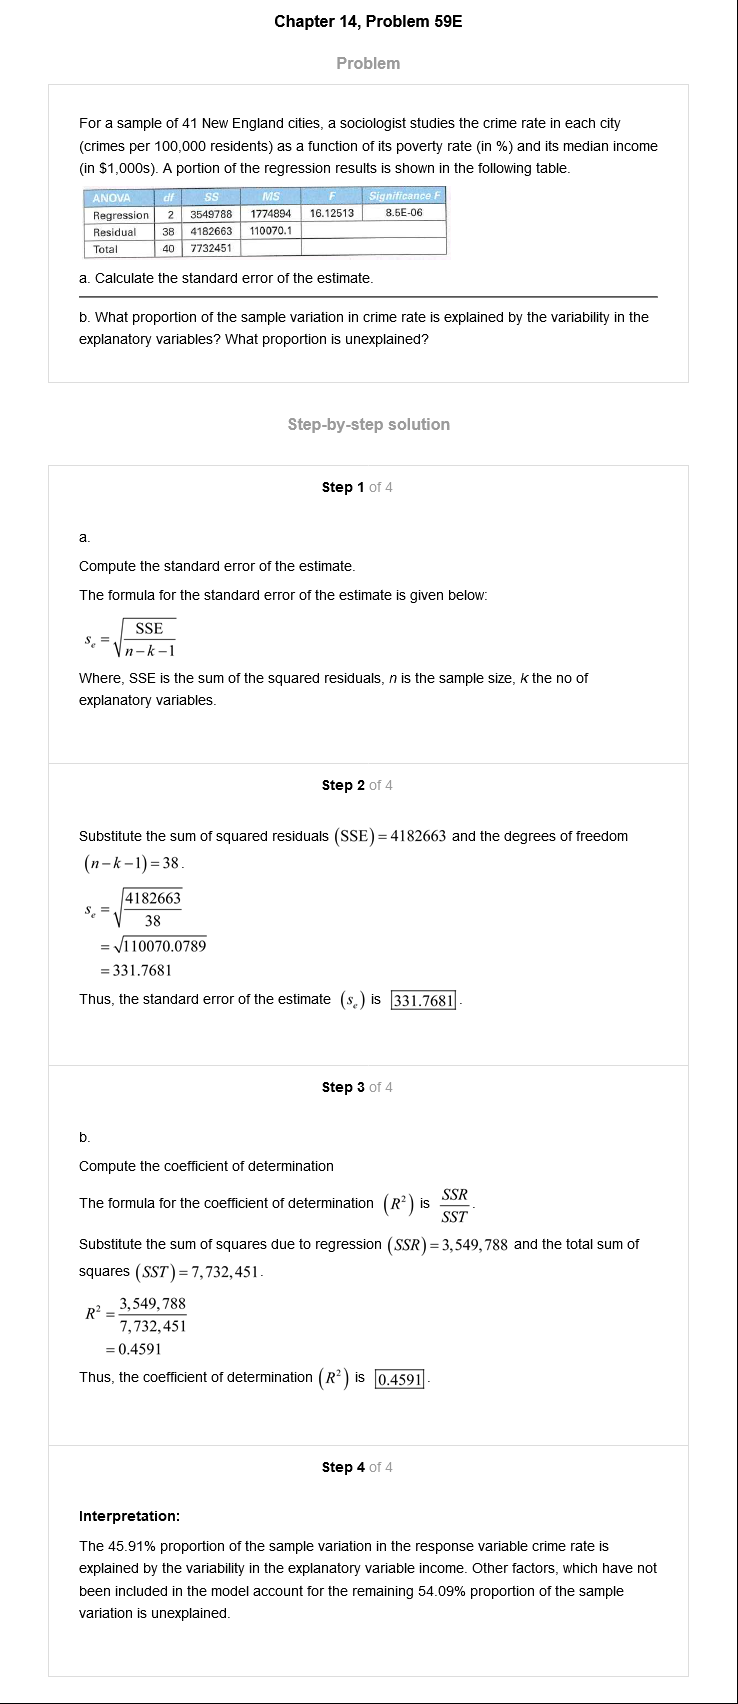 Chapter 14, Problem 59E
Problem
For a sample of 41 New England cities, a sociologist studies the crime rate in each city
(crimes per 100,000 residents) as a function of its poverty rate (in %) and its median income
(in $1,000s). A portion of the regression results is shown in the following table.
ANOVA df SS MS F Significance F
Regression 2 3549788 1774894 16.12513 8.5E-06
Residual 38 4182663 110070.1
Total 40 7732451
a. Calculate the standard error of the estimate.
b. What proportion of the sample variation in crime rate is explained by the variability in the
explanatory variables? What proportion is unexplained?
Step-by-step solution
Step 1 of 4
a.
Compute the standard error of the estimate.
The formula for the standard error of the estimate is given below:
sₑ = √(SSE / (n – k – 1))
Where, SSE is the sum of the squared residuals, n is the sample size, k the no of
explanatory variables.
Step 2 of 4
Substitute the sum of squared residuals (SSE) = 4182663 and the degrees of freedom
(n – k – 1) = 38.
sₑ = √(4182663 / 38)
= √110070.0789
= 331.7681
Thus, the standard error of the estimate (sₑ) is 331.7681.
Step 3 of 4
b.
Compute the coefficient of determination
The formula for the coefficient of determination (R²) is SSR / SST.
Substitute the sum of squares due to regression (SSR) = 3,549,788 and the total sum of
squares (SST) = 7,732,451.
R² = 3,549,788 / 7,732,451
= 0.4591
Thus, the coefficient of determination (R²) is 0.4591.
Step 4 of 4
Interpretation:
The 45.91% proportion of the sample variation in the response variable crime rate is
explained by the variability in the explanatory variable income. Other factors, which have not
been included in the model account for the remaining 54.09% proportion of the sample
variation is unexplained.